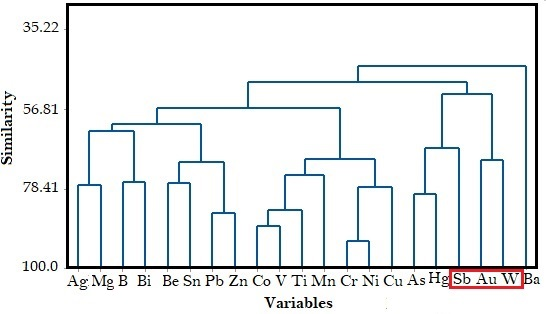 35.22
56.81
78.41
100.0
Similarity
Ag Mg B Bi Be Sn Pb Zn Co V Ti Mn Cr Ni Cu As Hg Sb Au W Ba
Variables